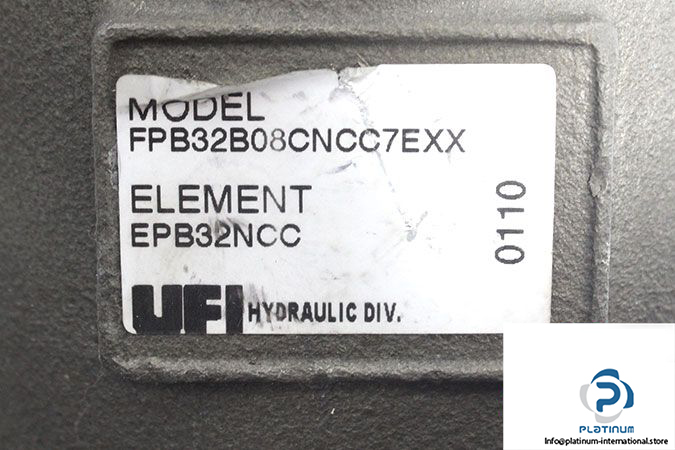 MODEL
FPB32B08CNCC7EXX
ELEMENT
EPB32NCC
0110
UFI HYDRAULIC DIV.
PLATINUM
Info@platinum-international.store